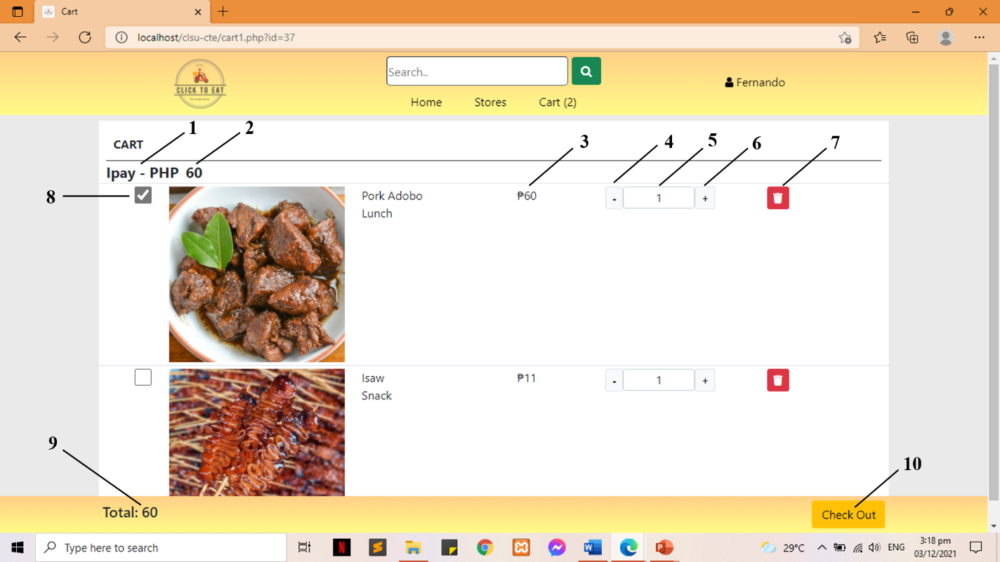 Cart
localhost/clsu-cte/cart1.php?id=37
CLICK TO EAT
Search..
Fernando
Home Stores Cart (2)
1 2
CART
3 4 5 6 7
Ipay - PHP 60
8
Pork Adobo ₱60 - 1 +
Lunch
Isaw ₱11 - 1 +
Snack
9
10
Total: 60
Check Out
Type here to search
29°C ENG 3:18 pm
03/12/2021